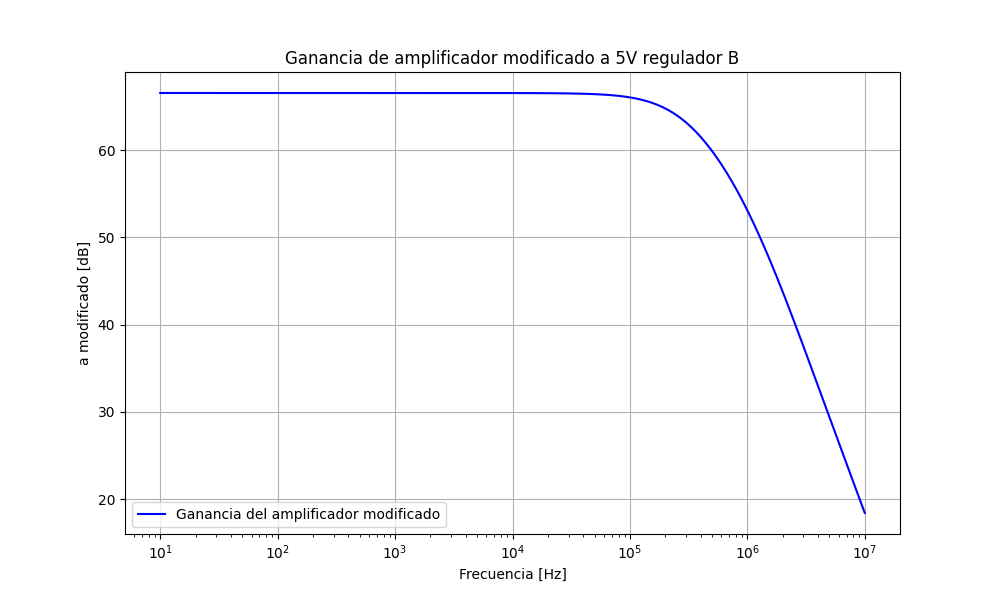 Ganancia de amplificador modificado a 5V regulador B
a modificado [dB]
60
50
40
30
20
Ganancia del amplificador modificado
10¹ 10² 10³ 10⁴ 10⁵ 10⁶ 10⁷
Frecuencia [Hz]